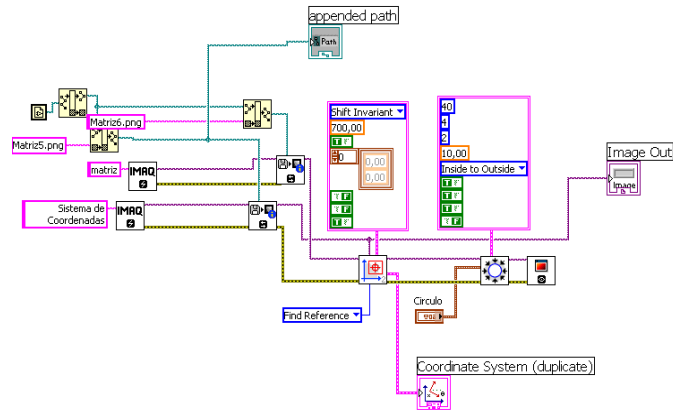 appended path
Path
Matriz6.png
Matriz5.png
matriz
IMAQ
Sistema de
Coordenadas
IMAQ
Shift Invariant
700,00
T F
0
0,00
0,00
T F
T F
T F
40
4
2
10,00
Inside to Outside
T F
T F
T F
Image Out
Image
Find Reference
Circulo
Coordinate System (duplicate)